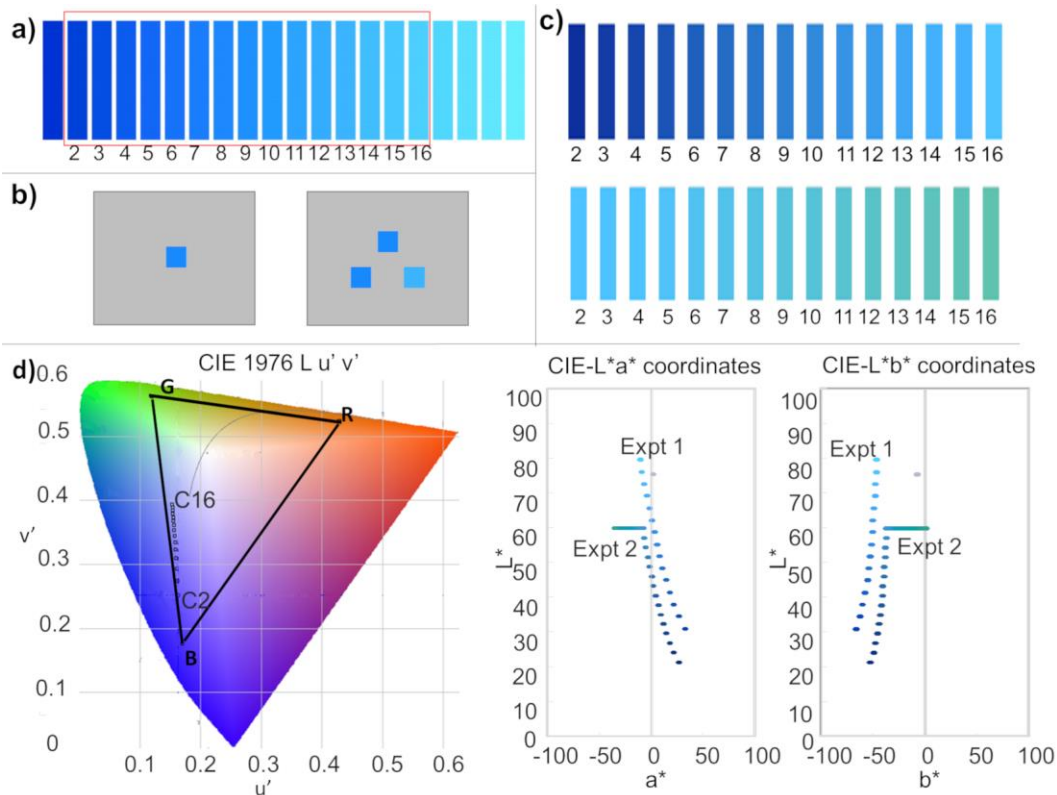 a)
2 3 4 5 6 7 8 9 10 11 12 13 14 15 16
b)
c)
2 3 4 5 6 7 8 9 10 11 12 13 14 15 16
2 3 4 5 6 7 8 9 10 11 12 13 14 15 16
d)
CIE 1976 L u’ v’
0.6
0.5
0.4
0.3
0.2
0.1
0
v’
G
R
C16
C2
B
0.1 0.2 0.3 0.4 0.5 0.6
u’
CIE-L*a* coordinates
100
90
80
70
60
50
40
30
20
10
0
L*
Expt 1
Expt 2
-100 -50 0 50 100
a*
CIE-L*b* coordinates
100
90
80
70
60
50
40
30
20
10
0
L*
Expt 1
Expt 2
-100 -50 0 50 100
b*